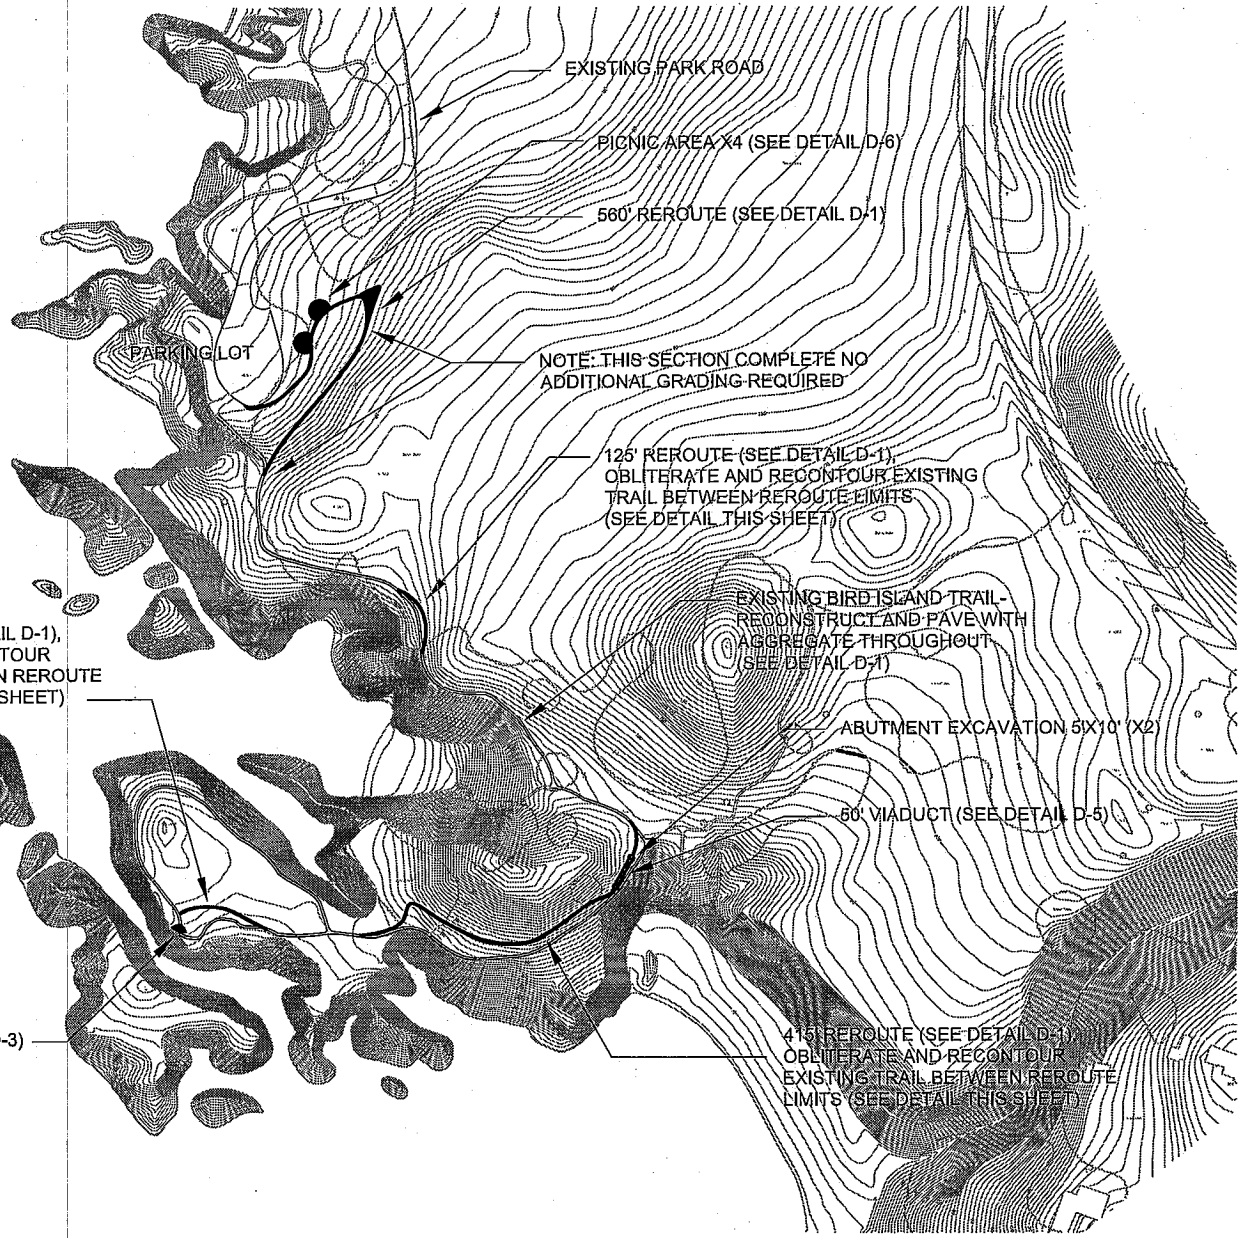 EXISTING PARK ROAD
PICNIC AREA X4 (SEE DETAIL D-6)
560' REROUTE (SEE DETAIL D-1)
PARKING LOT
NOTE: THIS SECTION COMPLETE NO
ADDITIONAL GRADING REQUIRED
125' REROUTE (SEE DETAIL D-1),
OBLITERATE AND RECONTOUR EXISTING
TRAIL BETWEEN REROUTE LIMITS
(SEE DETAIL THIS SHEET)
EXISTING BIRD ISLAND TRAIL-
RECONSTRUCT AND PAVE WITH
AGGREGATE THROUGHOUT
(SEE DETAIL D-1)
IL D-1),
TOUR
N REROUTE
SHEET)
ABUTMENT EXCAVATION 5'X10' (X2)
50' VIADUCT (SEE DETAIL D-5)
-3)
415' REROUTE (SEE DETAIL D-1),
OBLITERATE AND RECONTOUR
EXISTING TRAIL BETWEEN REROUTE
LIMITS (SEE DETAIL THIS SHEET)